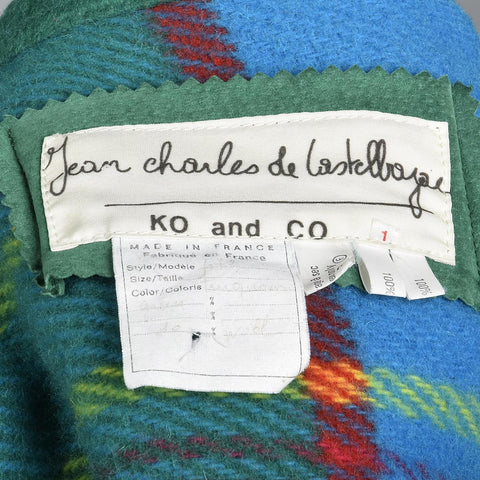 Jean charles de Castelbajac
KO and CO
1
MADE IN FRANCE
Fabriqué en France
Style/Modèle
Size/Taille
Color/Coloris
%
%
%
100%
100%